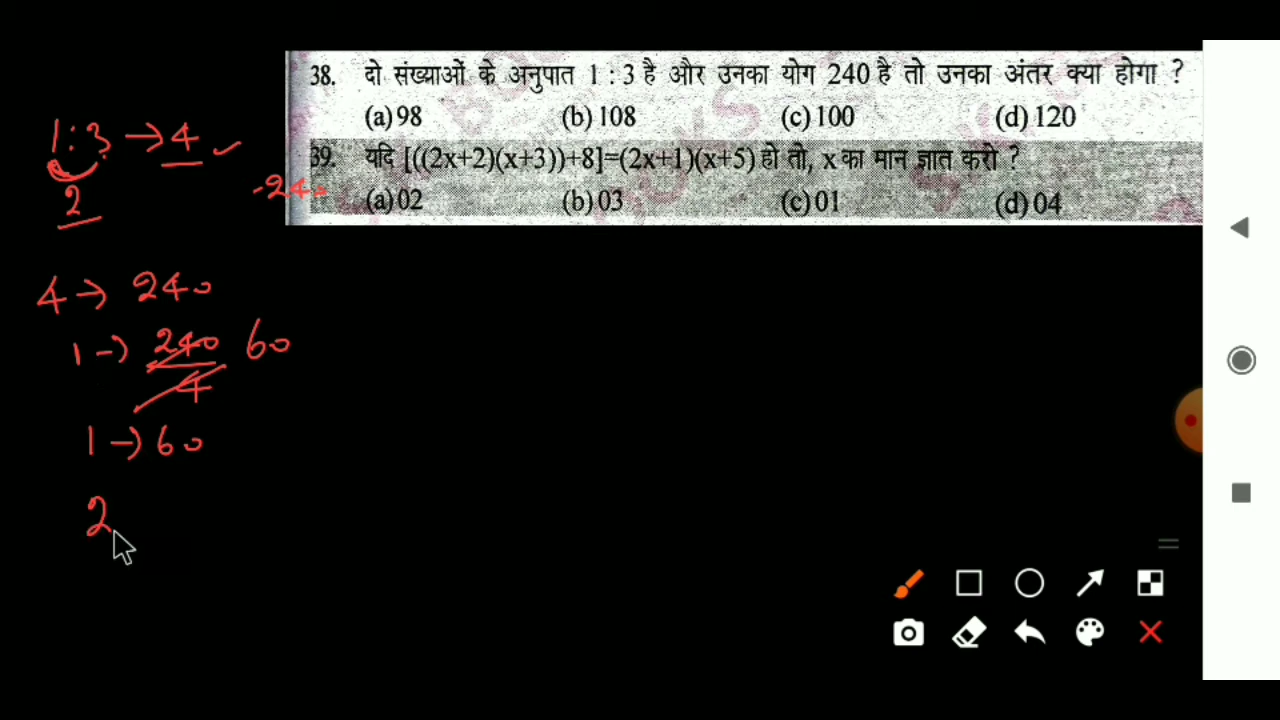 38. दो संख्याओं के अनुपात 1 : 3 है और उनका योग 240 है तो उनका अंतर क्या होगा ?
(a) 98 (b) 108 (c) 100 (d) 120
39. यदि [((2x+2)(x+3))+8]=(2x+1)(x+5) हो तो, x का मान ज्ञात करो ?
(a) 02 (b) 03 (c) 01 (d) 04
1 : 3 → 4
2
240
4 → 240
1 → 240/4 60
1 → 60
2